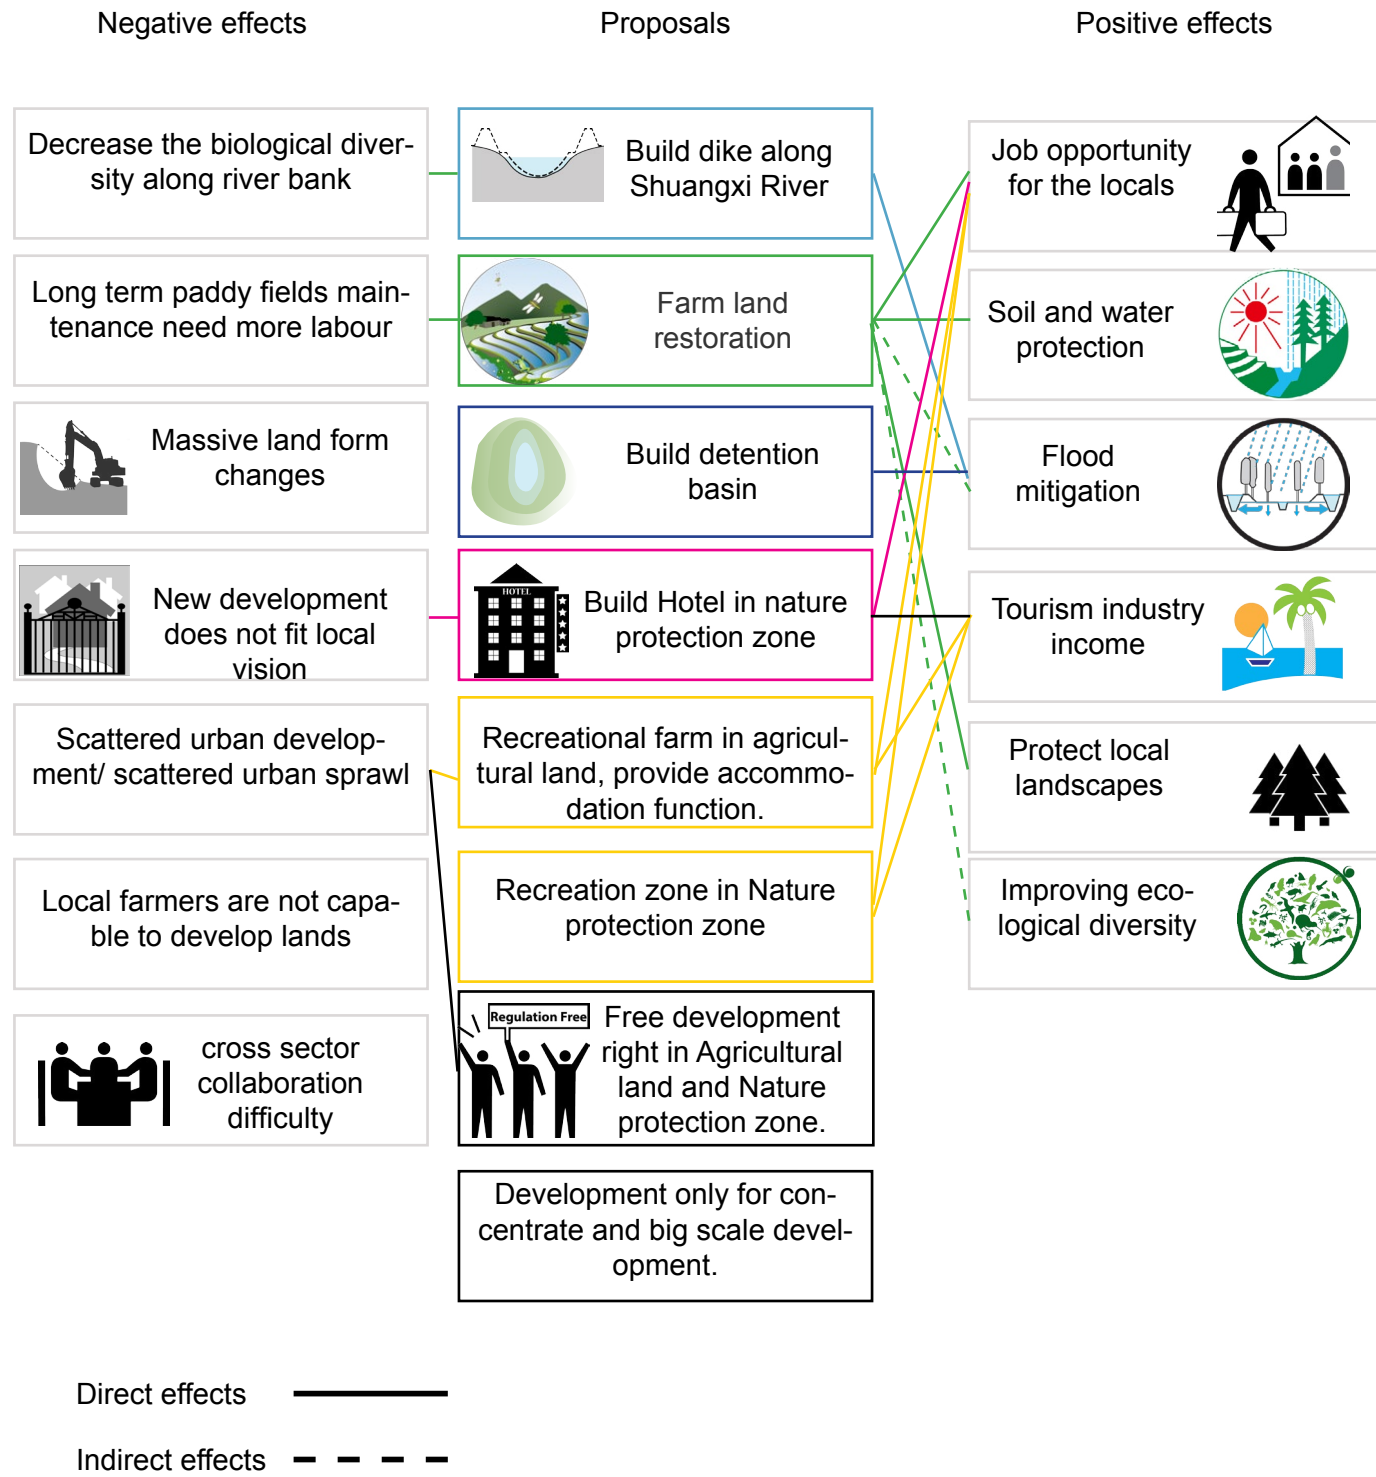 Negative effects
Proposals
Positive effects
Decrease the biological diver-
sity along river bank
Long term paddy fields main-
tenance need more labour
Massive land form
changes
New development
does not fit local
vision
Scattered urban develop-
ment/ scattered urban sprawl
Local farmers are not capa-
ble to develop lands
cross sector
collaboration
difficulty
Build dike along
Shuangxi River
Farm land
restoration
Build detention
basin
HOTEL
Build Hotel in nature
protection zone
Recreational farm in agricul-
tural land, provide accommo-
dation function.
Recreation zone in Nature
protection zone
Regulation Free
Free development
right in Agricultural
land and Nature
protection zone.
Development only for con-
centrate and big scale devel-
opment.
Job opportunity
for the locals
Soil and water
protection
Flood
mitigation
Tourism industry
income
Protect local
landscapes
Improving eco-
logical diversity
Direct effects
Indirect effects